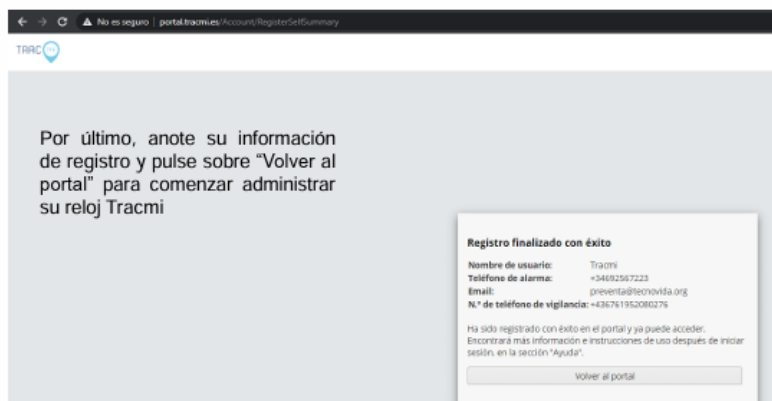 No es seguro | portal.tracmi.es/Account/RegisterSelfSummary
TRAC
Por último, anote su información
de registro y pulse sobre “Volver al
portal” para comenzar administrar
su reloj Tracmi
Registro finalizado con éxito
Nombre de usuario: Tracmi
Teléfono de alarma: +34692567223
Email: preventa@tecnovida.org
N.º de teléfono de vigilancia: +436761952080276
Ha sido registrado con éxito en el portal y ya puede acceder.
Encontrará más información e instrucciones de uso después de iniciar
sesión, en la sección "Ayuda".
Volver al portal